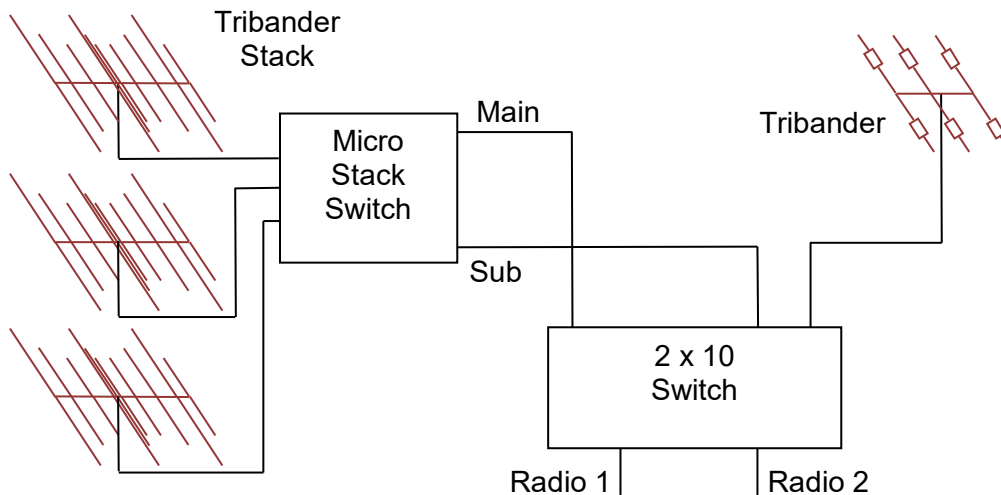 Tribander
Stack
Micro
Stack
Switch
Main
Sub
Tribander
2 x 10
Switch
Radio 1
Radio 2